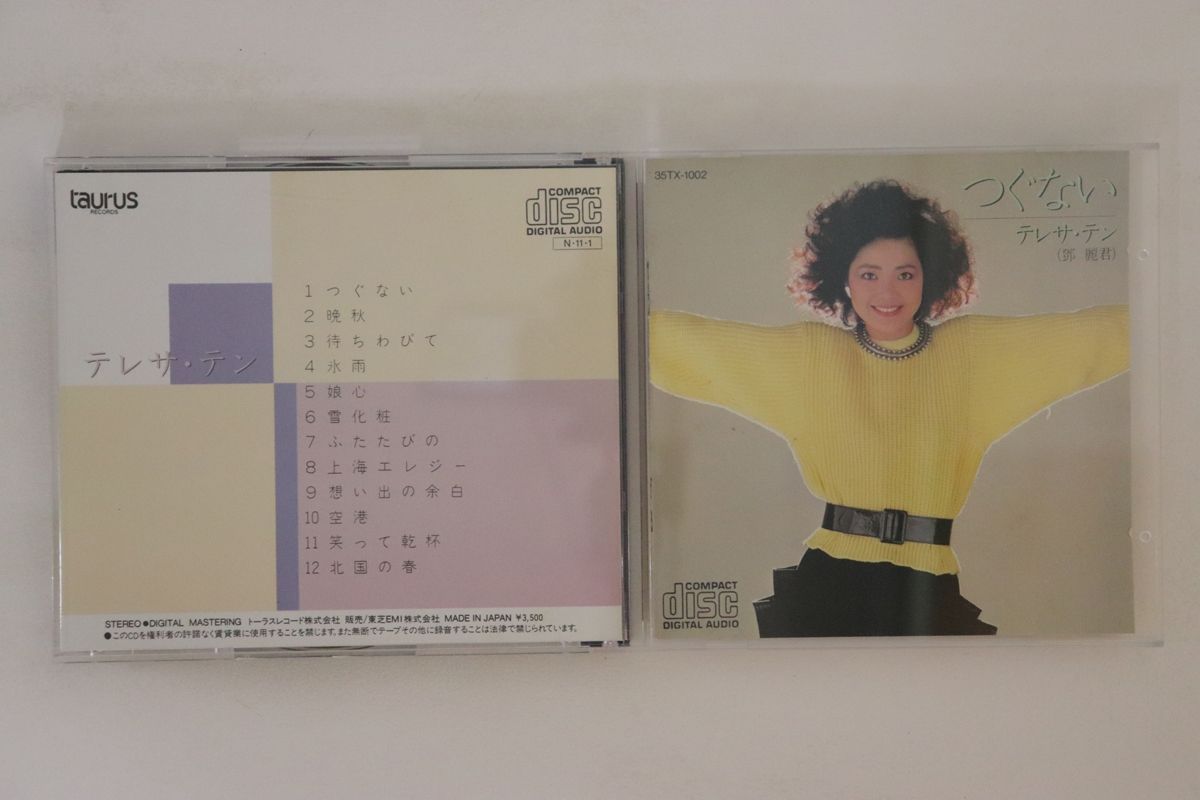 taurus
RECORDS
COMPACT
disc
DIGITAL AUDIO
N・11・1
テレサ・テン
1 つぐない
2 晩秋
3 待ちわびて
4 氷雨
5 娘心
6 雪化粧
7 ふたたびの
8 上海エレジー
9 想い出の余白
10 空港
11 笑って乾杯
12 北国の春
STEREO ●DIGITAL MASTERING トーラスレコード株式会社 販売/東芝EMI株式会社 MADE IN JAPAN ¥3,500
●このCDを権利者の許諾なく賃貸業に使用することを禁じます。また無断でテープその他に録音することは法律で禁じられています。
35TX-1002
つぐない
テレサ・テン
(鄧麗君)
COMPACT
disc
DIGITAL AUDIO